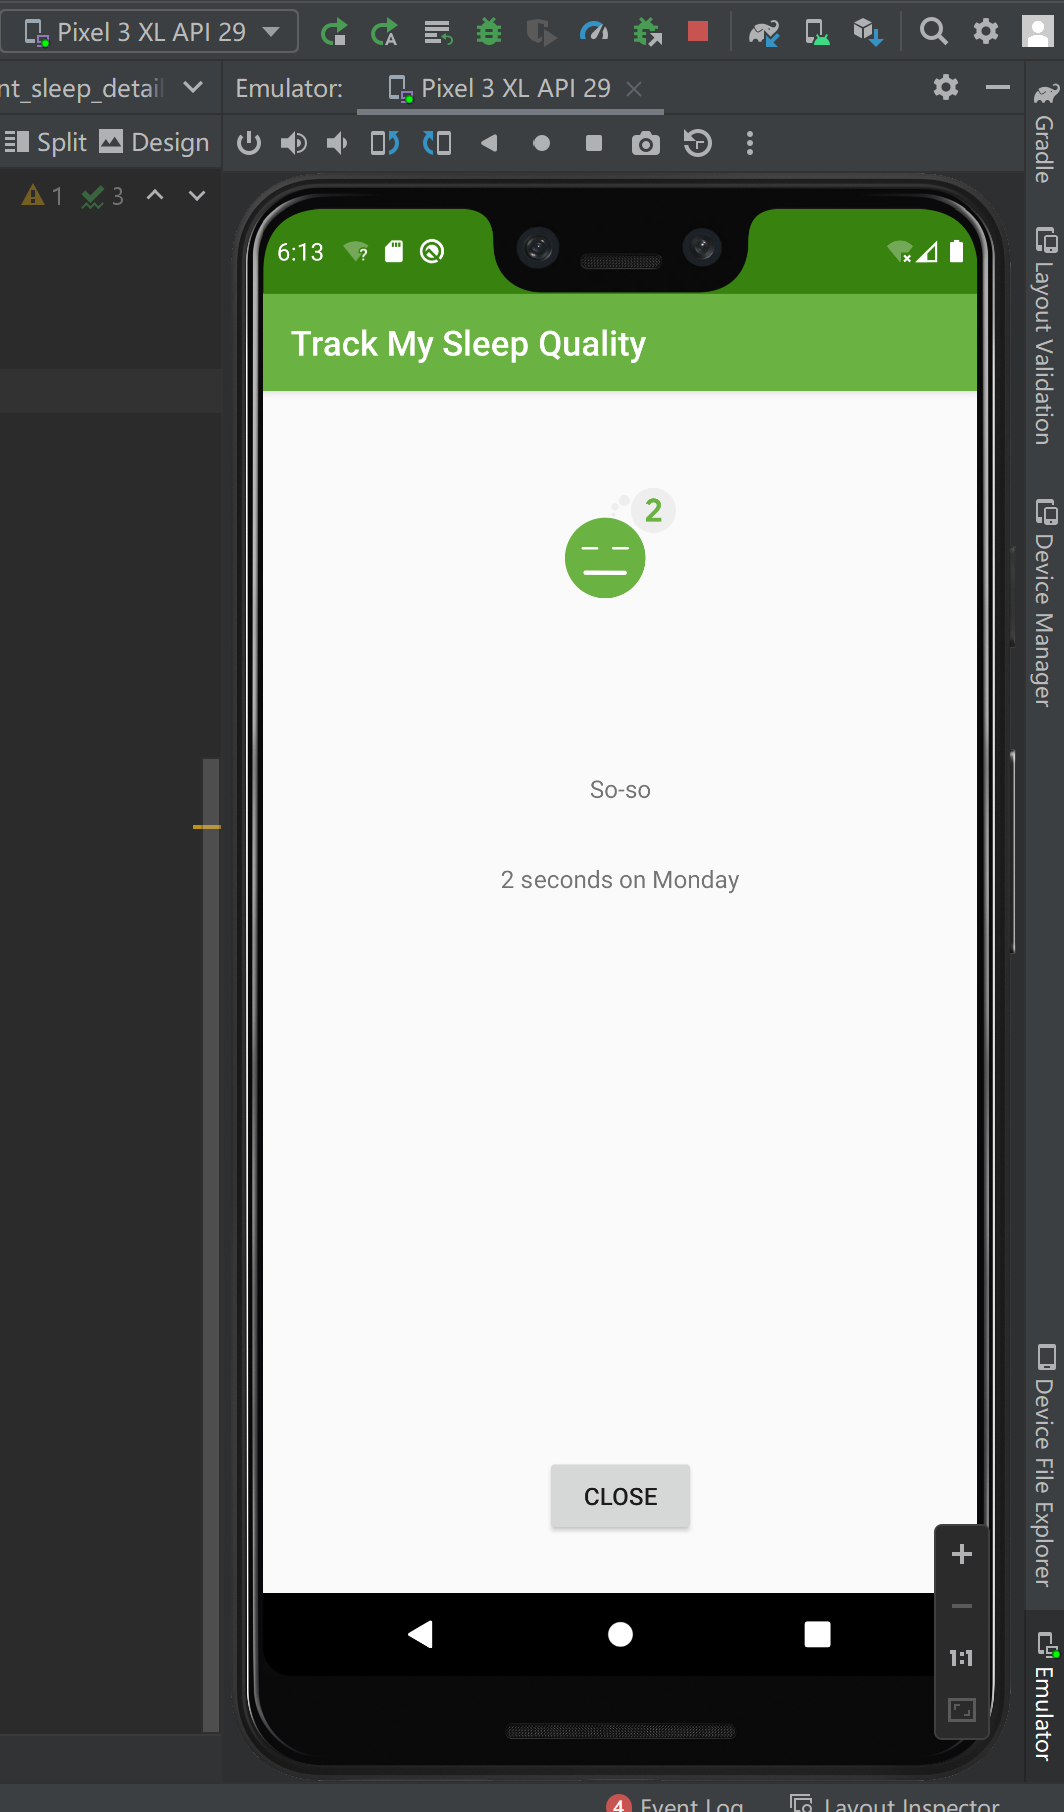 Pixel 3 XL API 29
nt_sleep_detail
Emulator:
Pixel 3 XL API 29
Split
Design
1
3
6:13
Track My Sleep Quality
2
So-so
2 seconds on Monday
CLOSE
1:1
Gradle
Layout Validation
Device Manager
Device File Explorer
Emulator
4
Event Log
Layout Inspector